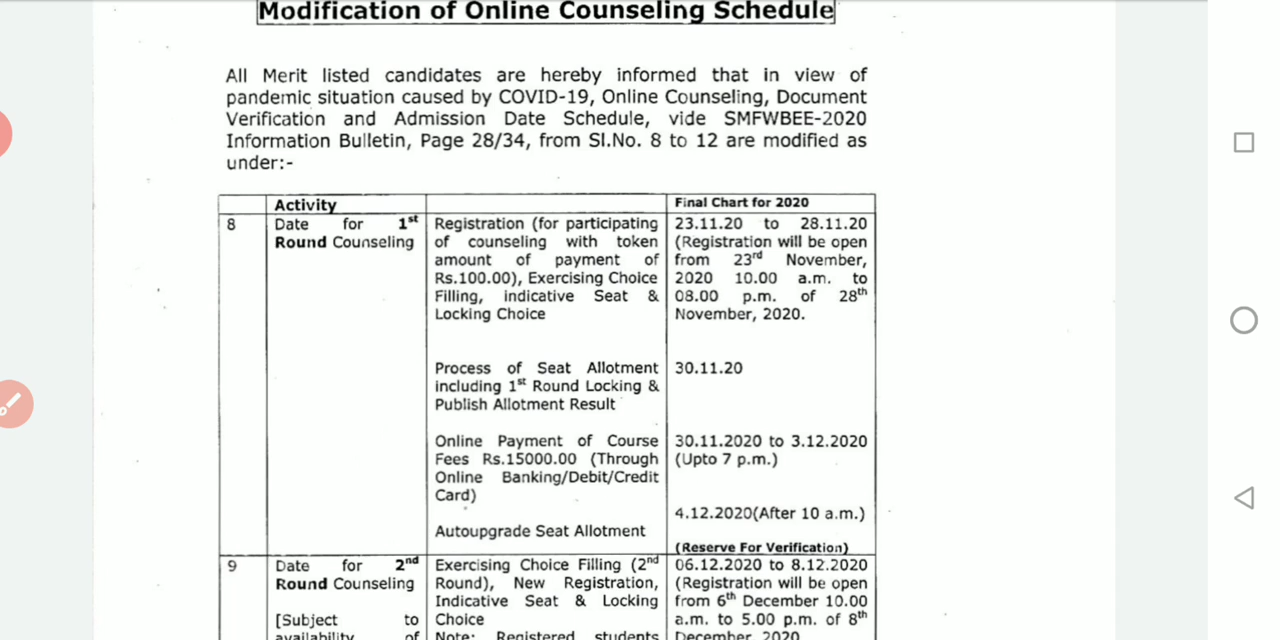 Modification of Online Counseling Schedule
All Merit listed candidates are hereby informed that in view of
pandemic situation caused by COVID-19, Online Counseling, Document
Verification and Admission Date Schedule, vide SMFWBEE-2020
Information Bulletin, Page 28/34, from Sl.No. 8 to 12 are modified as
under:-
Activity
Final Chart for 2020
8
Date for 1st
Round Counseling
Registration (for participating
of counseling with token
amount of payment of
Rs.100.00), Exercising Choice
Filling, indicative Seat &
Locking Choice
23.11.20 to 28.11.20
(Registration will be open
from 23rd November,
2020 10.00 a.m. to
08.00 p.m. of 28th
November, 2020.
Process of Seat Allotment
including 1st Round Locking &
Publish Allotment Result
30.11.20
Online Payment of Course
Fees Rs.15000.00 (Through
Online Banking/Debit/Credit
Card)
30.11.2020 to 3.12.2020
(Upto 7 p.m.)
Autoupgrade Seat Allotment
4.12.2020(After 10 a.m.)
(Reserve For Verification)
9
Date for 2nd
Round Counseling
[Subject to
availability of
Exercising Choice Filling (2nd
Round), New Registration,
Indicative Seat & Locking
Choice
Note: Registered students
06.12.2020 to 8.12.2020
(Registration will be open
from 6th December 10.00
a.m. to 5.00 p.m. of 8th
December, 2020